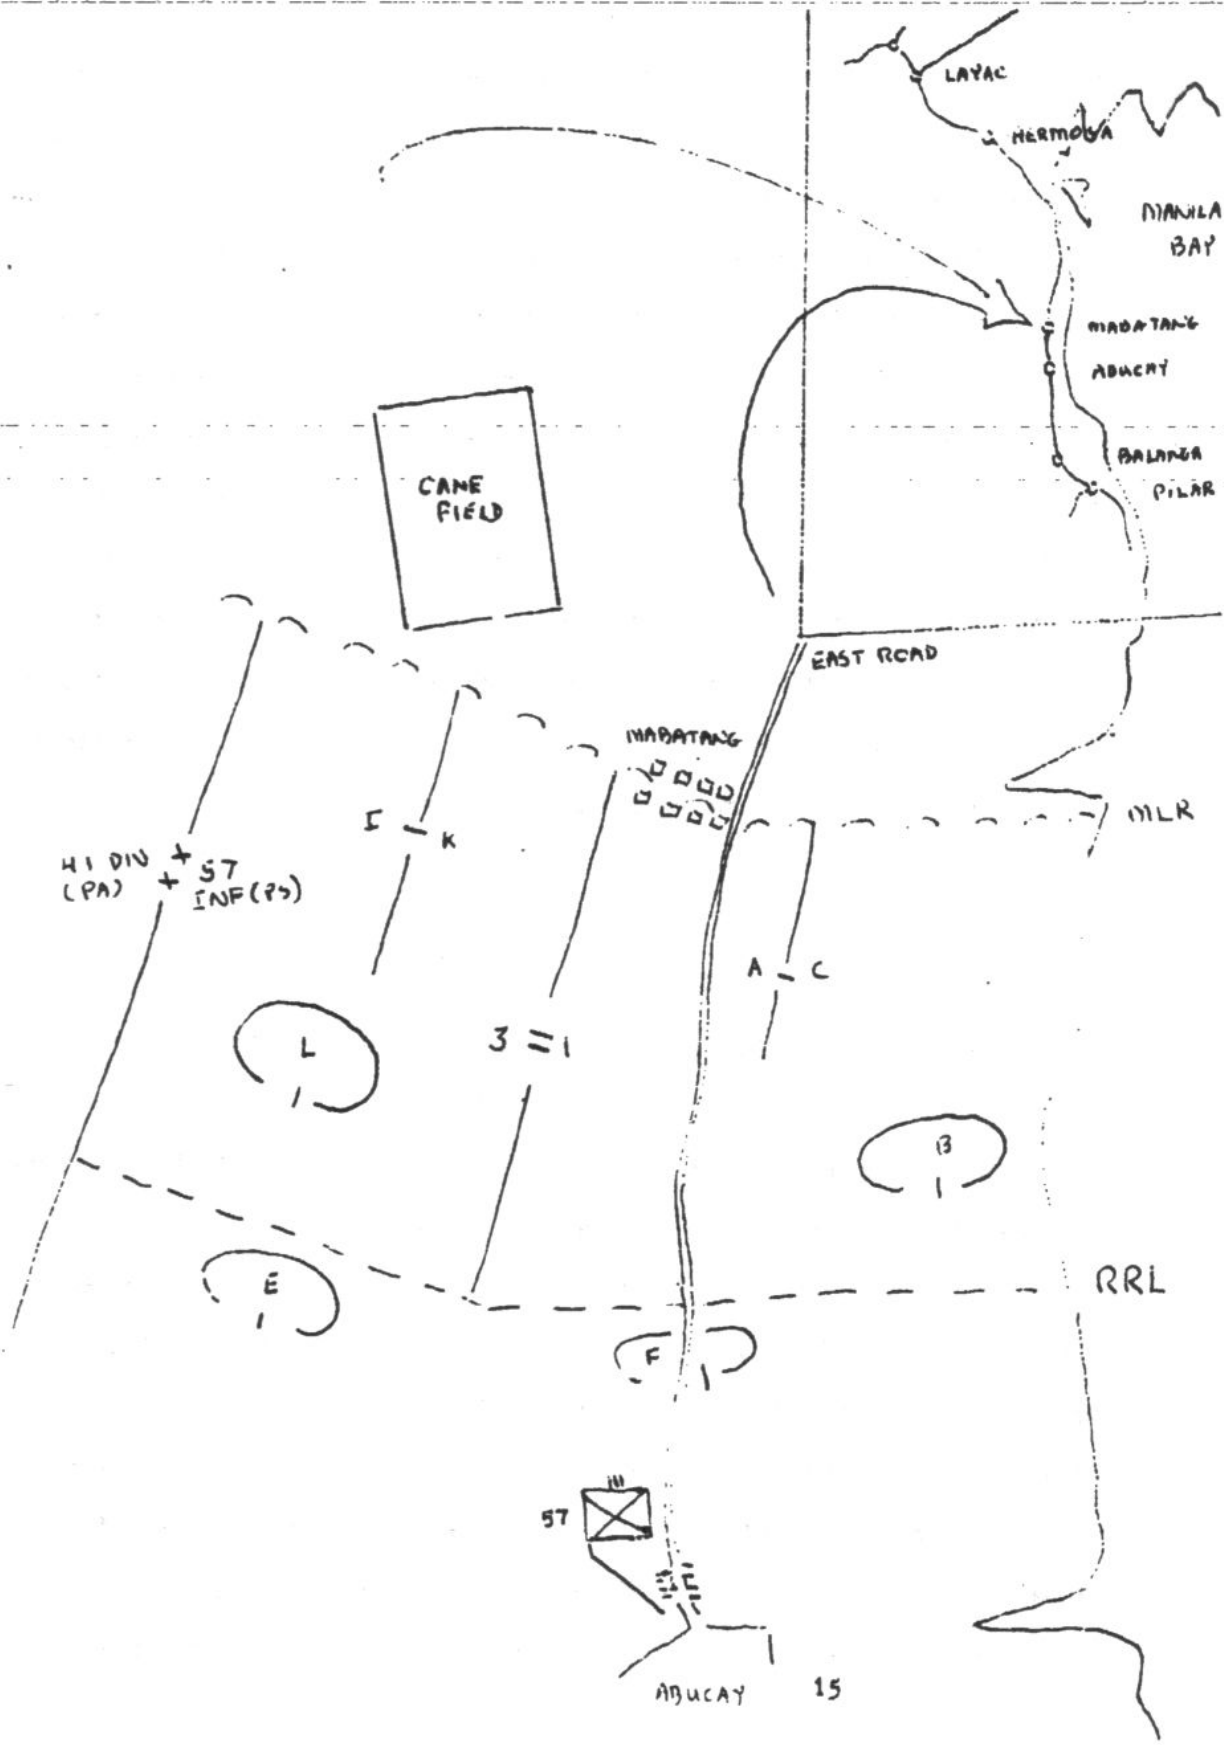 LAYAC
HERMOSA
MANILA
BAY
MABATANG
ABUCAY
BALANGA
PILAR
CANE
FIELD
EAST ROAD
MABATANG
MLR
I
K
41 DIV
(PA)
57
INF (PS)
A C
L
3 1
B
E
RRL
F
57
ABUCAY
15